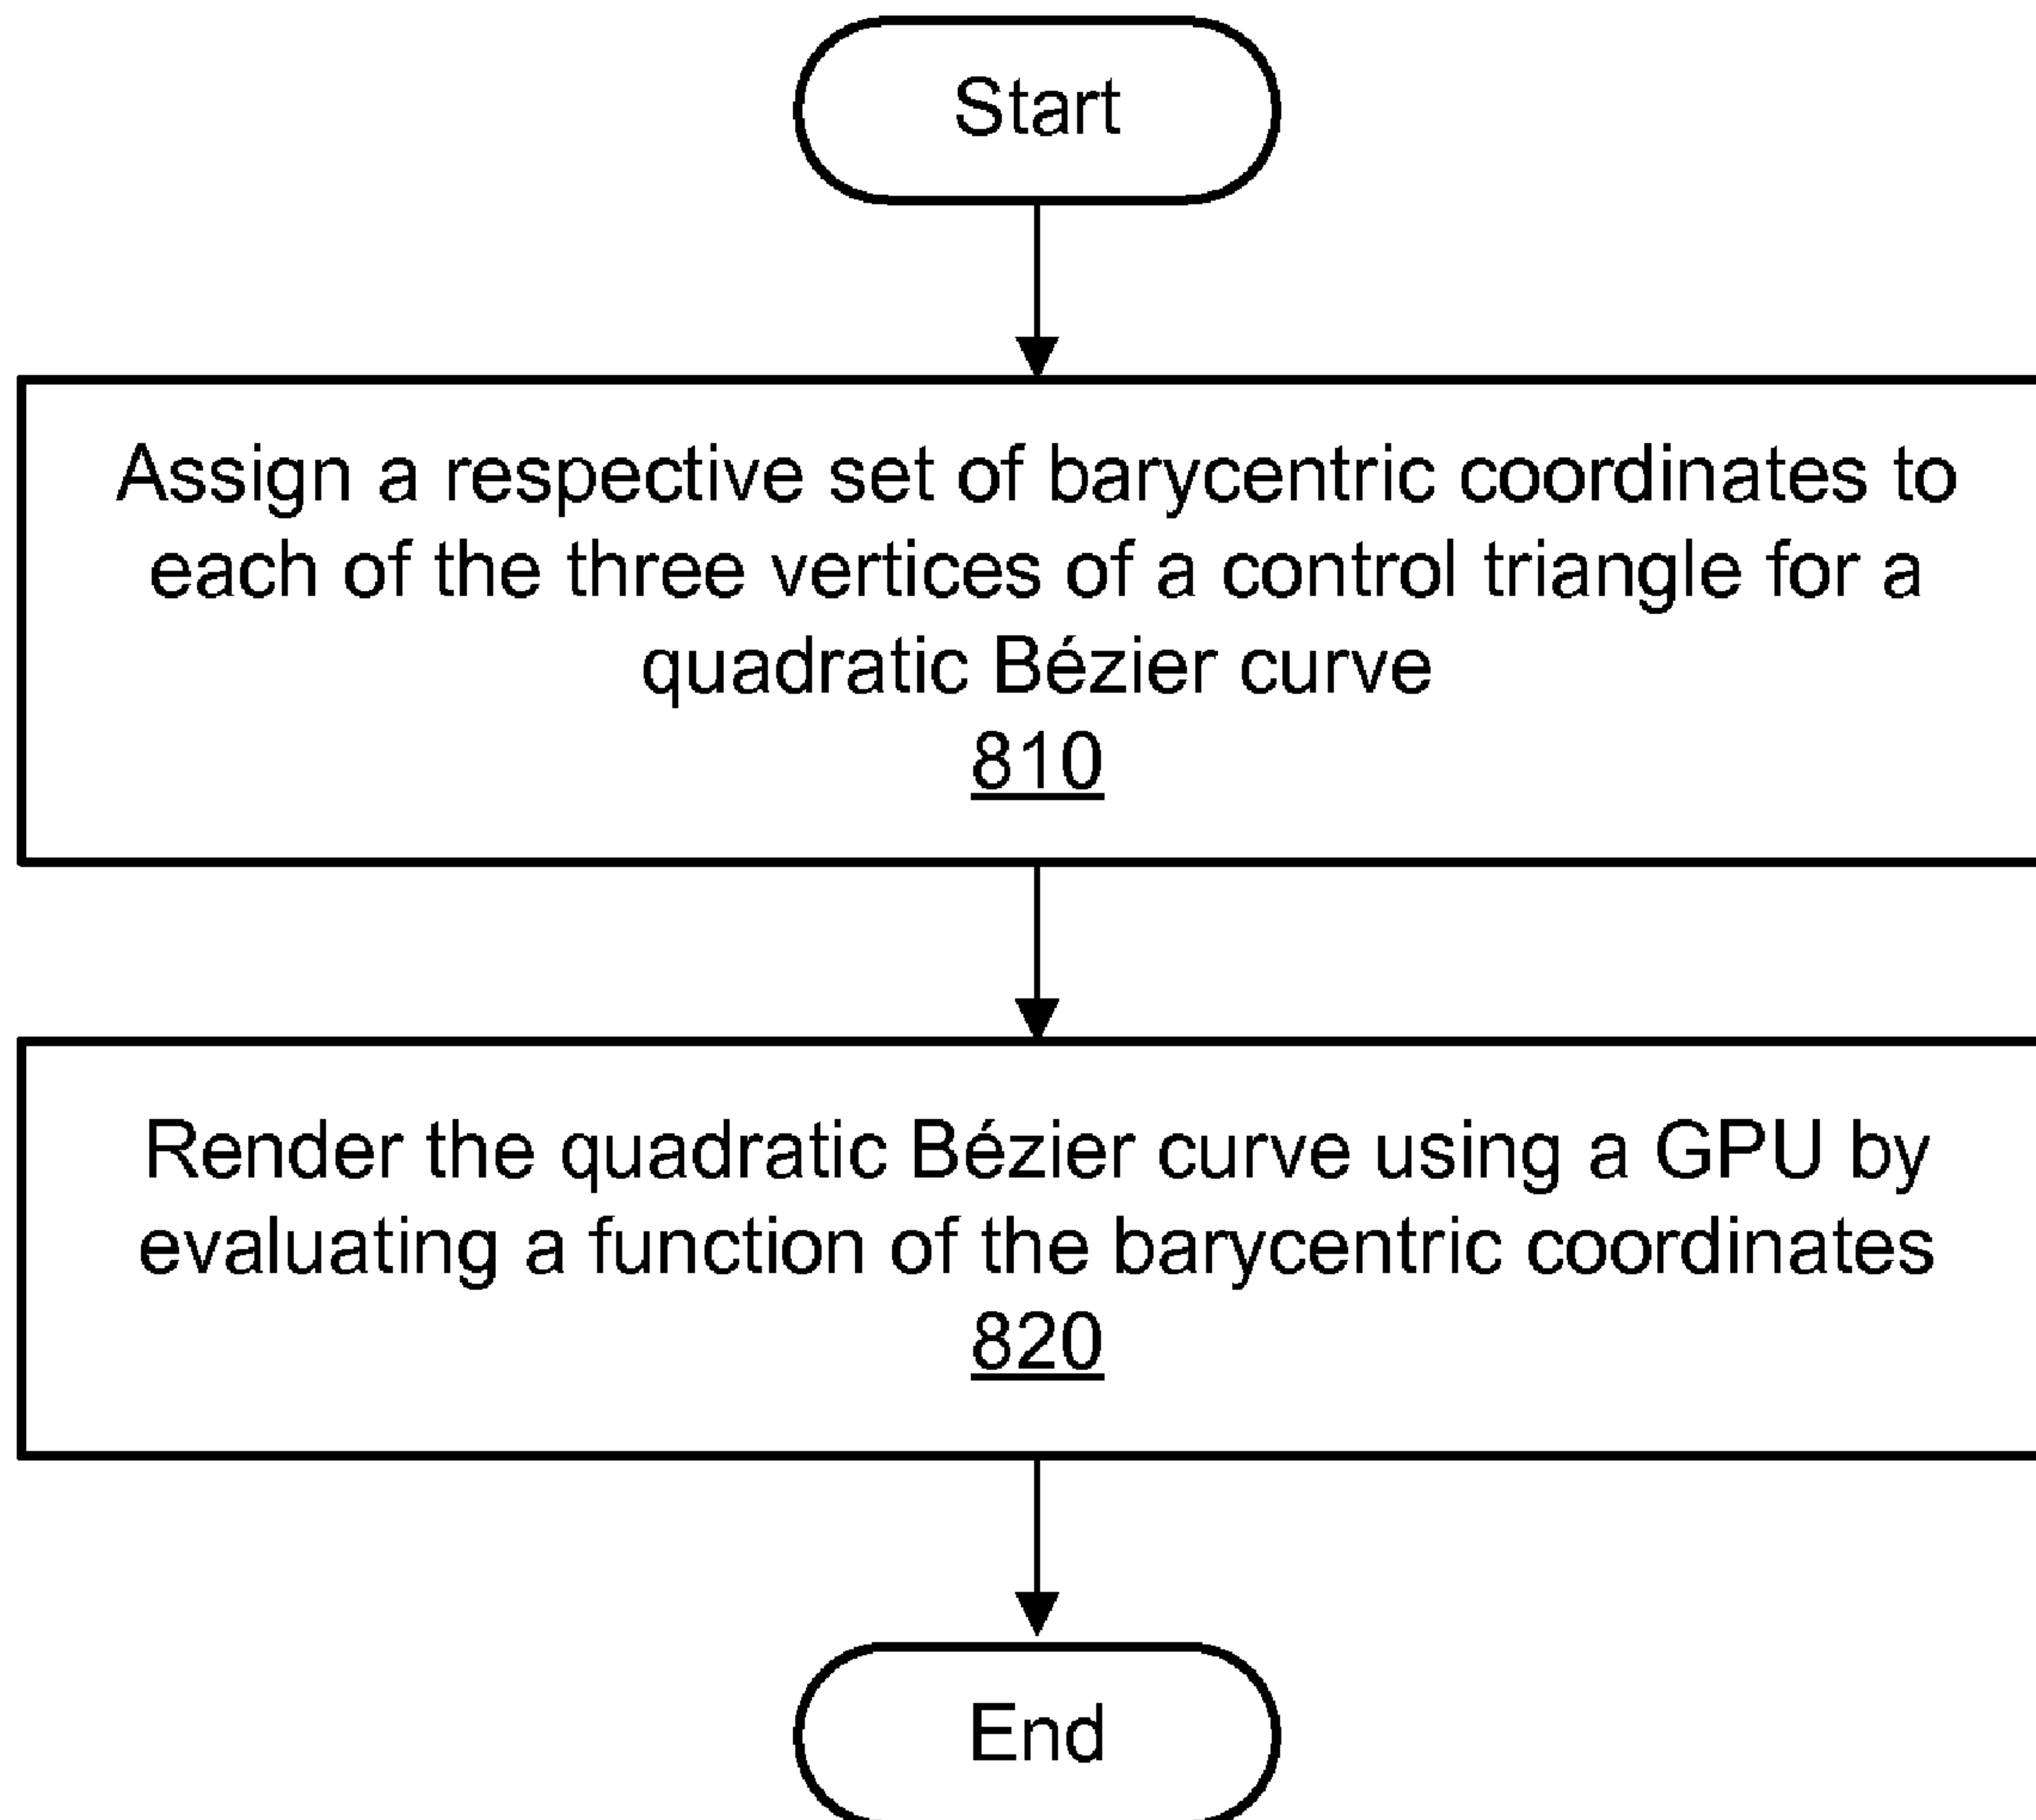 Start
Assign a respective set of barycentric coordinates to
each of the three vertices of a control triangle for a
quadratic Bézier curve
810
Render the quadratic Bézier curve using a GPU by
evaluating a function of the barycentric coordinates
820
End